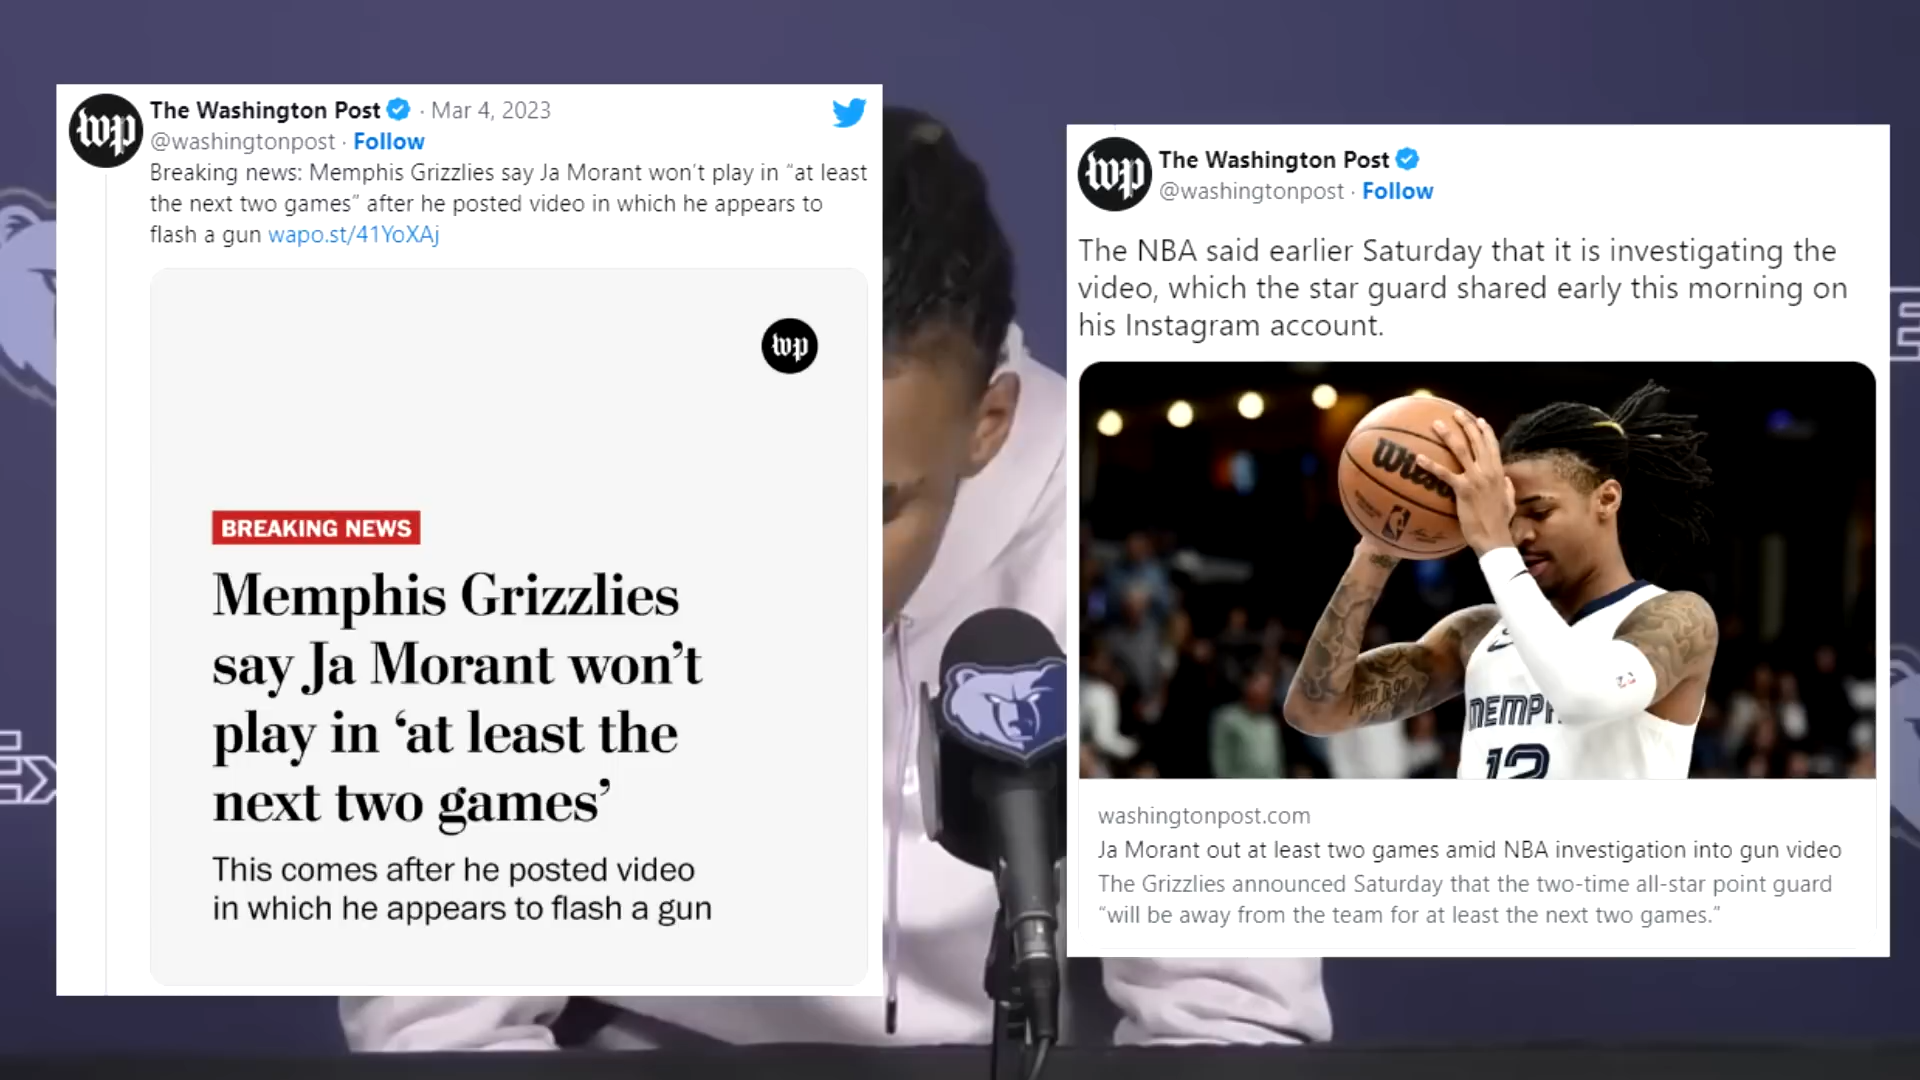 The Washington Post · Mar 4, 2023
@washingtonpost · Follow
Breaking news: Memphis Grizzlies say Ja Morant won't play in “at least
the next two games” after he posted video in which he appears to
flash a gun wapo.st/41YoXAj
wp
wp
BREAKING NEWS
Memphis Grizzlies
say Ja Morant won't
play in ‘at least the
next two games’
This comes after he posted video
in which he appears to flash a gun
wp
The Washington Post
@washingtonpost · Follow
The NBA said earlier Saturday that it is investigating the
video, which the star guard shared early this morning on
his Instagram account.
MEMPH
12
washingtonpost.com
Ja Morant out at least two games amid NBA investigation into gun video
The Grizzlies announced Saturday that the two-time all-star point guard
“will be away from the team for at least the next two games.”